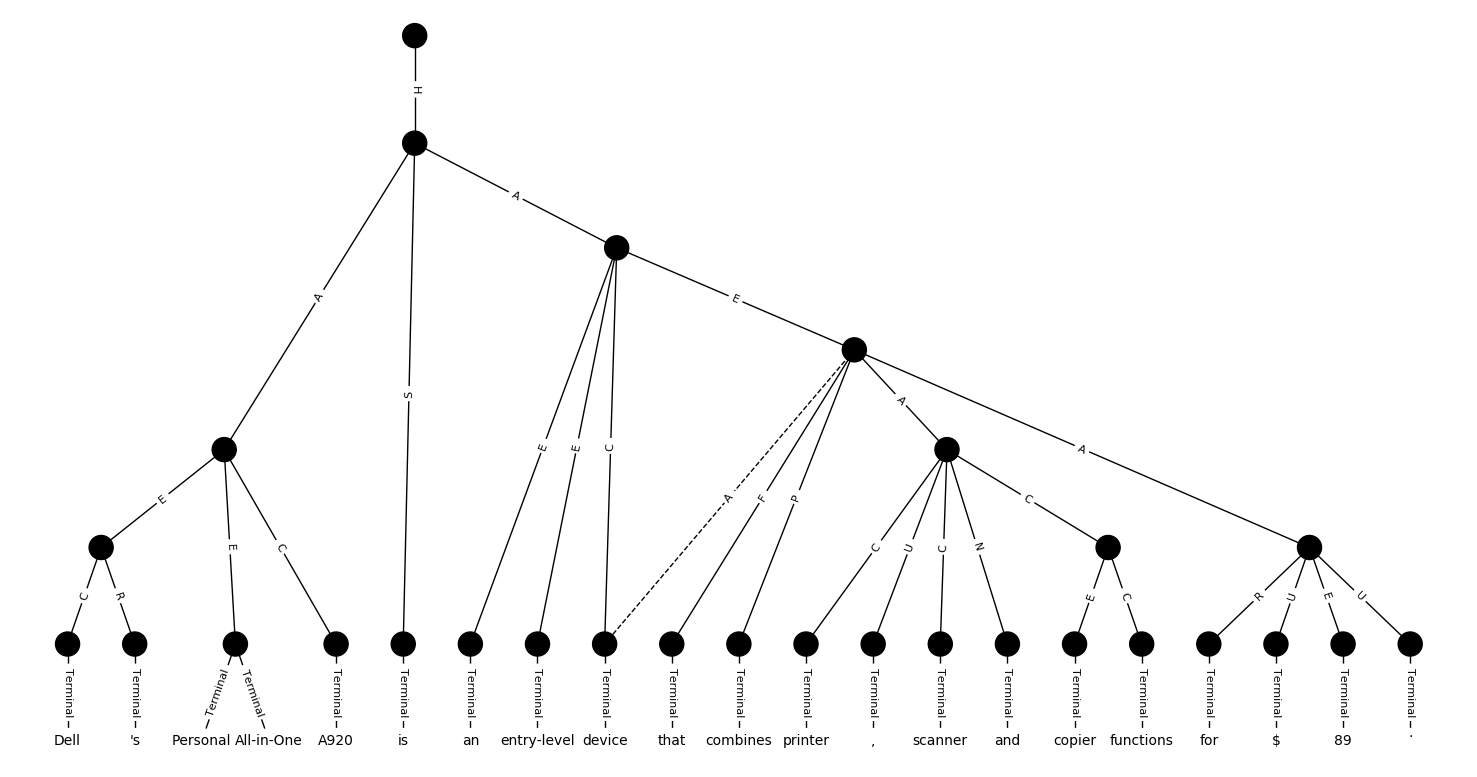 H
A
A
E
A
S
A
A
E
E
E
C
E
C
A
F
P
C
U
C
N
C
C
R
E
C
R
U
E
U
Terminal Terminal Terminal Terminal Terminal Terminal Terminal Terminal Terminal Terminal Terminal Terminal Terminal Terminal Terminal Terminal Terminal Terminal Terminal Terminal Terminal Terminal
Dell 's Personal All-in-One A920 is an entry-level device that combines printer , scanner and copier functions for $ 89 .